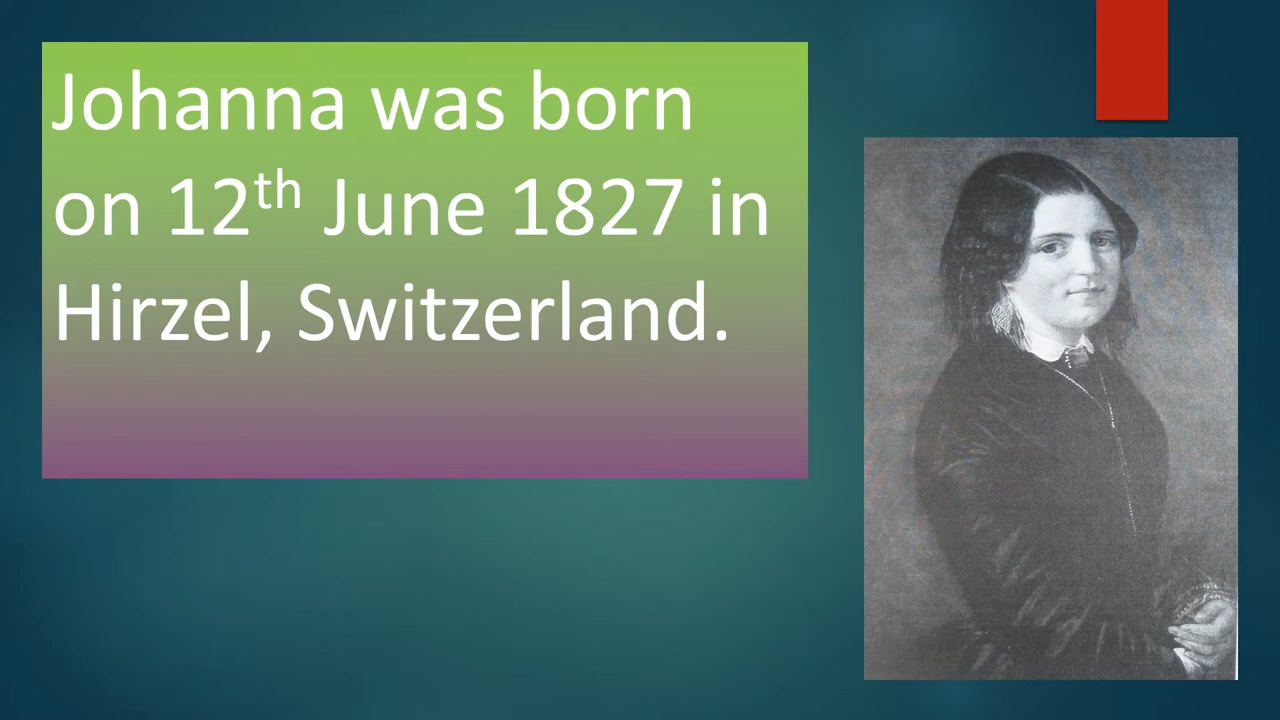 Johanna was born
on 12th June 1827 in
Hirzel, Switzerland.